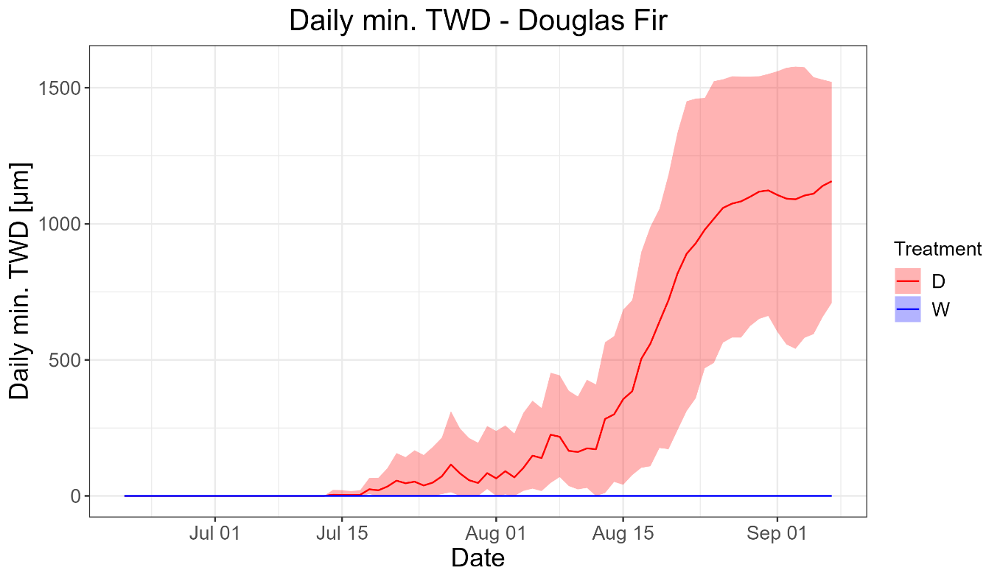 Daily min. TWD - Douglas Fir
Daily min. TWD [µm]
1500
1000
500
0
Jul 01
Jul 15
Aug 01
Aug 15
Sep 01
Date
Treatment
D
W